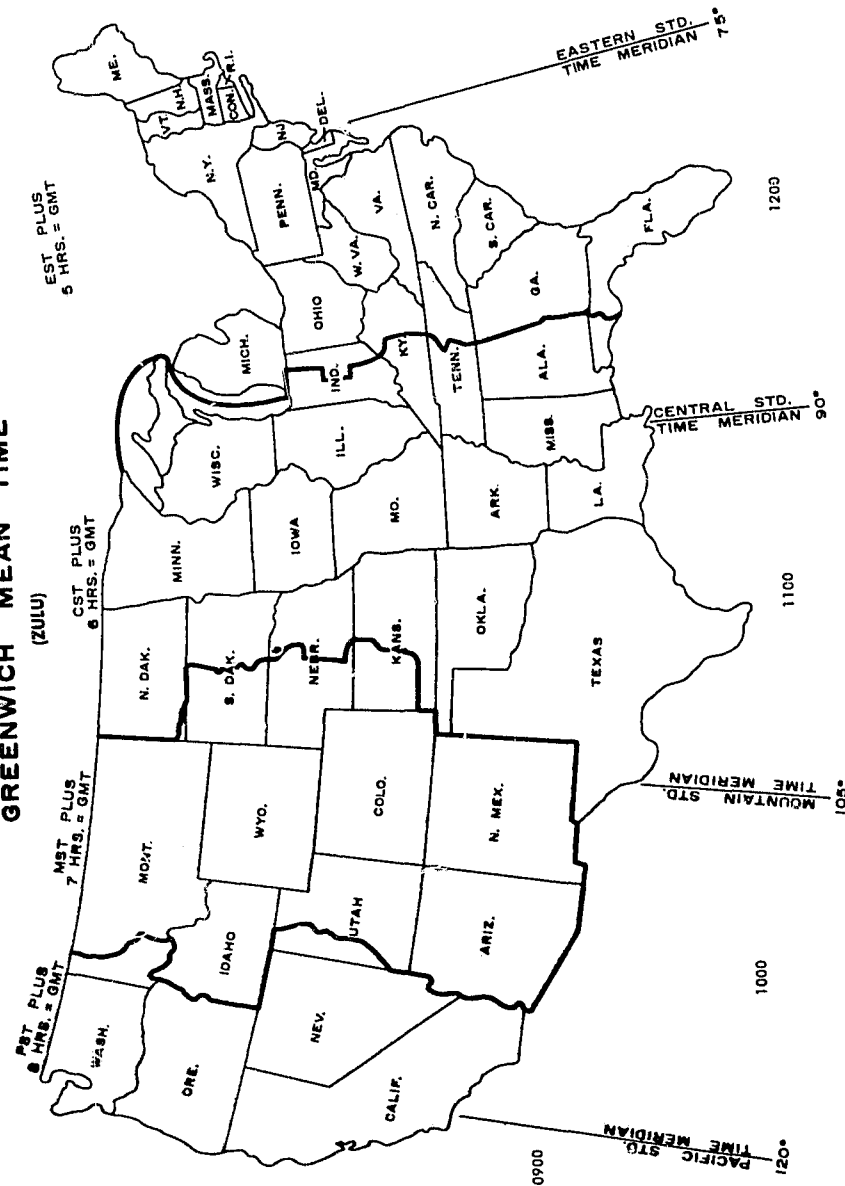 GREENWICH MEAN TIME
(ZULU)
PST PLUS
8 HRS. = GMT
MST PLUS
7 HRS. = GMT
CST PLUS
6 HRS. = GMT
EST PLUS
5 HRS. = GMT
WASH.
ORE.
CALIF.
NEV.
IDAHO
MONT.
WYO.
UTAH
COLO.
ARIZ.
N. MEX.
N. DAK.
S. DAK.
NEBR.
KANS.
OKLA.
TEXAS
MINN.
IOWA
MO.
ARK.
LA.
WISC.
ILL.
MISS.
MICH.
IND.
KY.
TENN.
ALA.
OHIO
GA.
FLA.
W. VA.
VA.
N. CAR.
S. CAR.
PENN.
MD.
DEL.
NJ
N.Y.
VT.
N.H.
MASS.
CON.
R.I.
ME.
PACIFIC STD.
TIME MERIDIAN
120°
MOUNTAIN STD.
TIME MERIDIAN
105°
CENTRAL STD.
TIME MERIDIAN
90°
EASTERN STD.
TIME MERIDIAN
75°
0900
1000
1100
1200